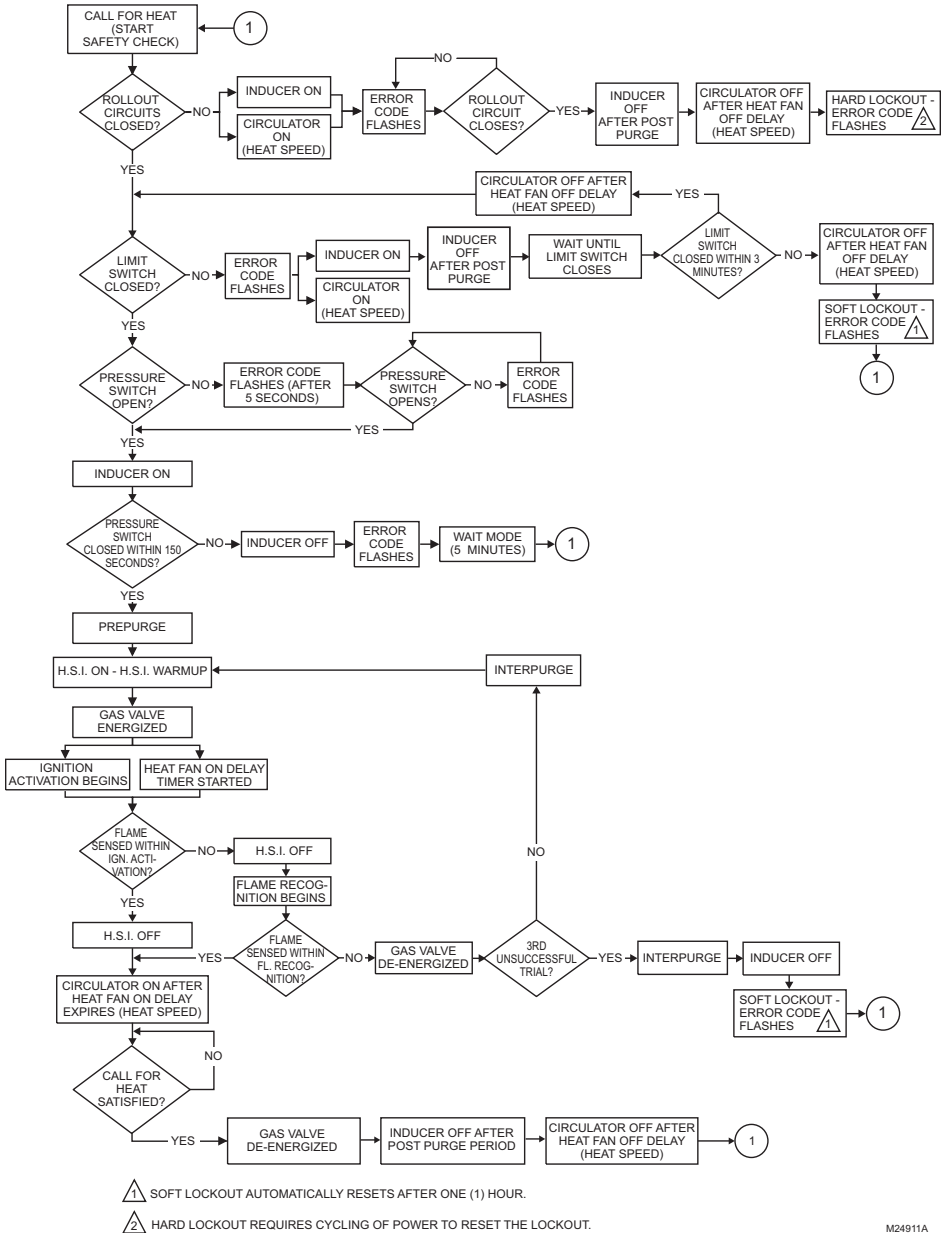 CALL FOR HEAT
(START
SAFETY CHECK)
1
ROLLOUT
CIRCUITS
CLOSED?
NO
INDUCER ON
CIRCULATOR
ON
(HEAT SPEED)
ERROR
CODE
FLASHES
NO
ROLLOUT
CIRCUIT
CLOSES?
YES
INDUCER
OFF
AFTER POST
PURGE
CIRCULATOR OFF
AFTER HEAT FAN
OFF DELAY
(HEAT SPEED)
HARD LOCKOUT -
ERROR CODE
FLASHES 2
YES
CIRCULATOR OFF AFTER
HEAT FAN OFF DELAY
(HEAT SPEED)
YES
LIMIT
SWITCH
CLOSED?
NO
ERROR
CODE
FLASHES
INDUCER ON
CIRCULATOR
ON
(HEAT SPEED)
INDUCER
OFF
AFTER POST
PURGE
WAIT UNTIL
LIMIT SWITCH
CLOSES
LIMIT
SWITCH
CLOSED WITHIN 3
MINUTES?
NO
CIRCULATOR OFF
AFTER HEAT FAN
OFF DELAY
(HEAT SPEED)
SOFT LOCKOUT -
ERROR CODE
FLASHES 1
1
YES
PRESSURE
SWITCH
OPEN?
NO
ERROR CODE
FLASHES (AFTER
5 SECONDS)
PRESSURE
SWITCH
OPENS?
NO
ERROR
CODE
FLASHES
YES
YES
INDUCER ON
PRESSURE
SWITCH
CLOSED WITHIN 150
SECONDS?
NO
INDUCER OFF
ERROR
CODE
FLASHES
WAIT MODE
(5 MINUTES)
1
YES
PREPURGE
H.S.I. ON - H.S.I. WARMUP
INTERPURGE
GAS VALVE
ENERGIZED
IGNITION
ACTIVATION BEGINS
HEAT FAN ON DELAY
TIMER STARTED
FLAME
SENSED WITHIN
IGN. ACTI-
VATION?
NO
H.S.I. OFF
FLAME RECOG-
NITION BEGINS
NO
YES
H.S.I. OFF
YES
FLAME
SENSED WITHIN
FL. RECOG-
NITION?
NO
GAS VALVE
DE-ENERGIZED
3RD
UNSUCCESSFUL
TRIAL?
YES
INTERPURGE
INDUCER OFF
SOFT LOCKOUT -
ERROR CODE
FLASHES 1
1
CIRCULATOR ON AFTER
HEAT FAN ON DELAY
EXPIRES (HEAT SPEED)
NO
CALL FOR
HEAT
SATISFIED?
YES
GAS VALVE
DE-ENERGIZED
INDUCER OFF AFTER
POST PURGE PERIOD
CIRCULATOR OFF AFTER
HEAT FAN OFF DELAY
(HEAT SPEED)
1
1 SOFT LOCKOUT AUTOMATICALLY RESETS AFTER ONE (1) HOUR.
2 HARD LOCKOUT REQUIRES CYCLING OF POWER TO RESET THE LOCKOUT.
M24911A